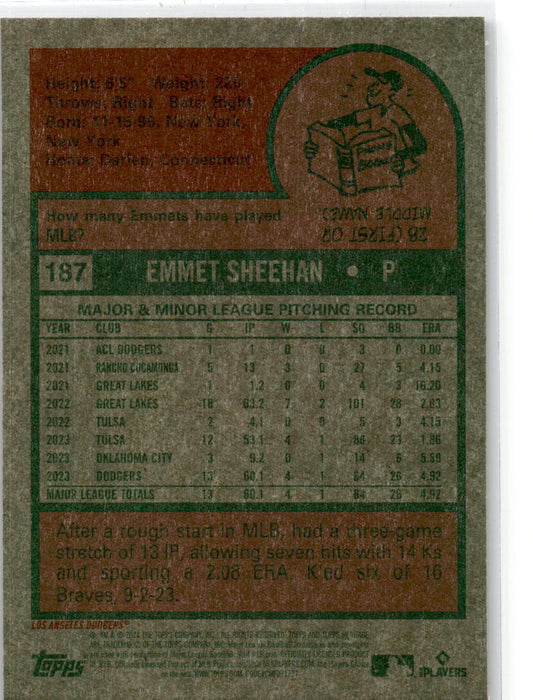 Height: 6'5" Weight: 225
Throws: Right Bats: Right
Born: 11-15-99, New York,
New York
Home: Darien, Connecticut
How many Emmets have played
MLB?
28 (FIRST OR
MIDDLE NAME)
187 EMMET SHEEHAN • P
MAJOR & MINOR LEAGUE PITCHING RECORD
YEAR CLUB G IP W L SO BB ERA
2021 ACL DODGERS 1 1 0 0 3 0 0.00
2021 RANCHO CUCAMONGA 5 13 3 0 27 5 4.15
2021 GREAT LAKES 1 1.2 0 0 4 3 16.20
2022 GREAT LAKES 18 63.2 7 2 101 28 2.83
2022 TULSA 2 4.1 0 0 5 3 4.15
2023 TULSA 12 53.1 4 1 86 23 1.86
2023 OKLAHOMA CITY 3 9.2 0 1 14 6 5.59
2023 DODGERS 13 60.1 4 1 64 26 4.92
MAJOR LEAGUE TOTALS 13 60.1 4 1 64 26 4.92
After a rough start in MLB, had a three-game
stretch of 13 IP, allowing seven hits with 14 Ks
and sporting a 2.08 ERA. K'ed six of 16
Braves, 9-2-23.
LOS ANGELES DODGERS®
Topps
PLAYERS